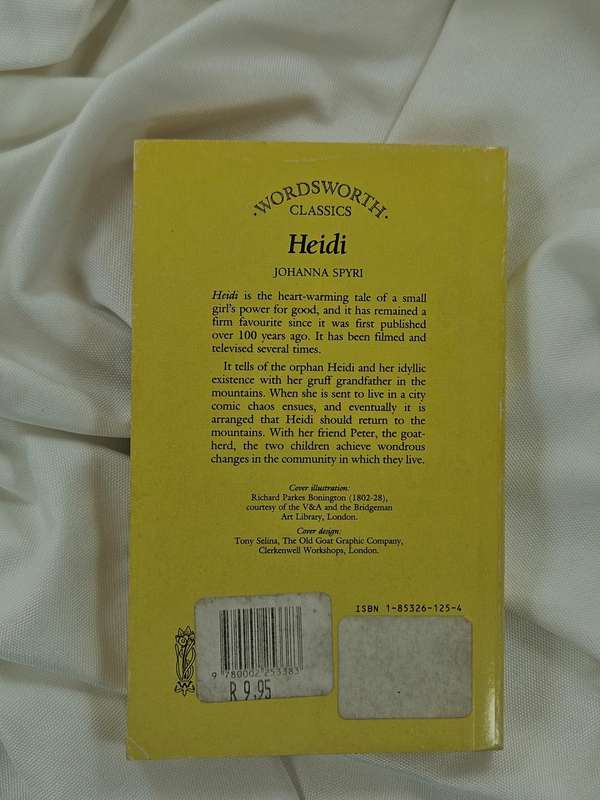 ·WORDSWORTH·
CLASSICS
Heidi
JOHANNA SPYRI
Heidi is the heart-warming tale of a small
girl's power for good, and it has remained a
firm favourite since it was first published
over 100 years ago. It has been filmed and
televised several times.
It tells of the orphan Heidi and her idyllic
existence with her gruff grandfather in the
mountains. When she is sent to live in a city
comic chaos ensues, and eventually it is
arranged that Heidi should return to the
mountains. With her friend Peter, the goat-
herd, the two children achieve wondrous
changes in the community in which they live.
Cover illustration:
Richard Parkes Bonington (1802-28),
courtesy of the V&A and the Bridgeman
Art Library, London.
Cover design:
Tony Selina, The Old Goat Graphic Company,
Clerkenwell Workshops, London.
ISBN 1-85326-125-4
9 780002 253383
R 9.95
W